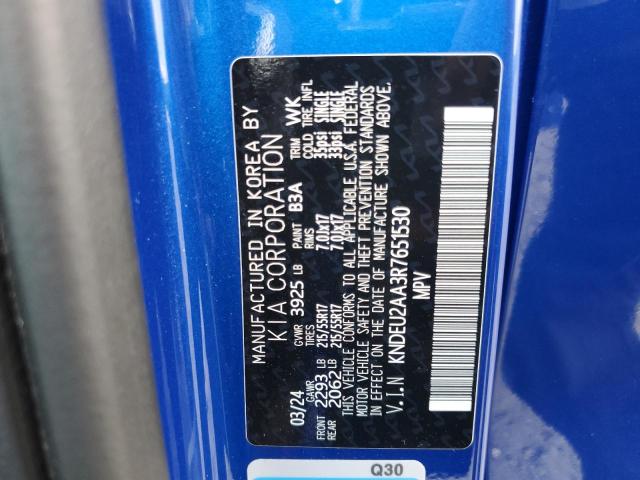 MANUFACTURED IN KOREA BY
KIA CORPORATION
03/24 GVWR 3925 LB PAINT B3A TRIM WK
GAWR TIRES RIMS COLD TIRE INFL
FRONT 2293 LB 215/55R17 7.0Jx17 35psi SINGLE
REAR 2062 LB 215/55R17 7.0Jx17 33psi SINGLE
THIS VEHICLE CONFORMS TO ALL APPLICABLE U.S.A. FEDERAL
MOTOR VEHICLE SAFETY AND THEFT PREVENTION STANDARDS
IN EFFECT ON THE DATE OF MANUFACTURE SHOWN ABOVE.
V.I.N KNDEU2AA3R7651530
MPV
Q30